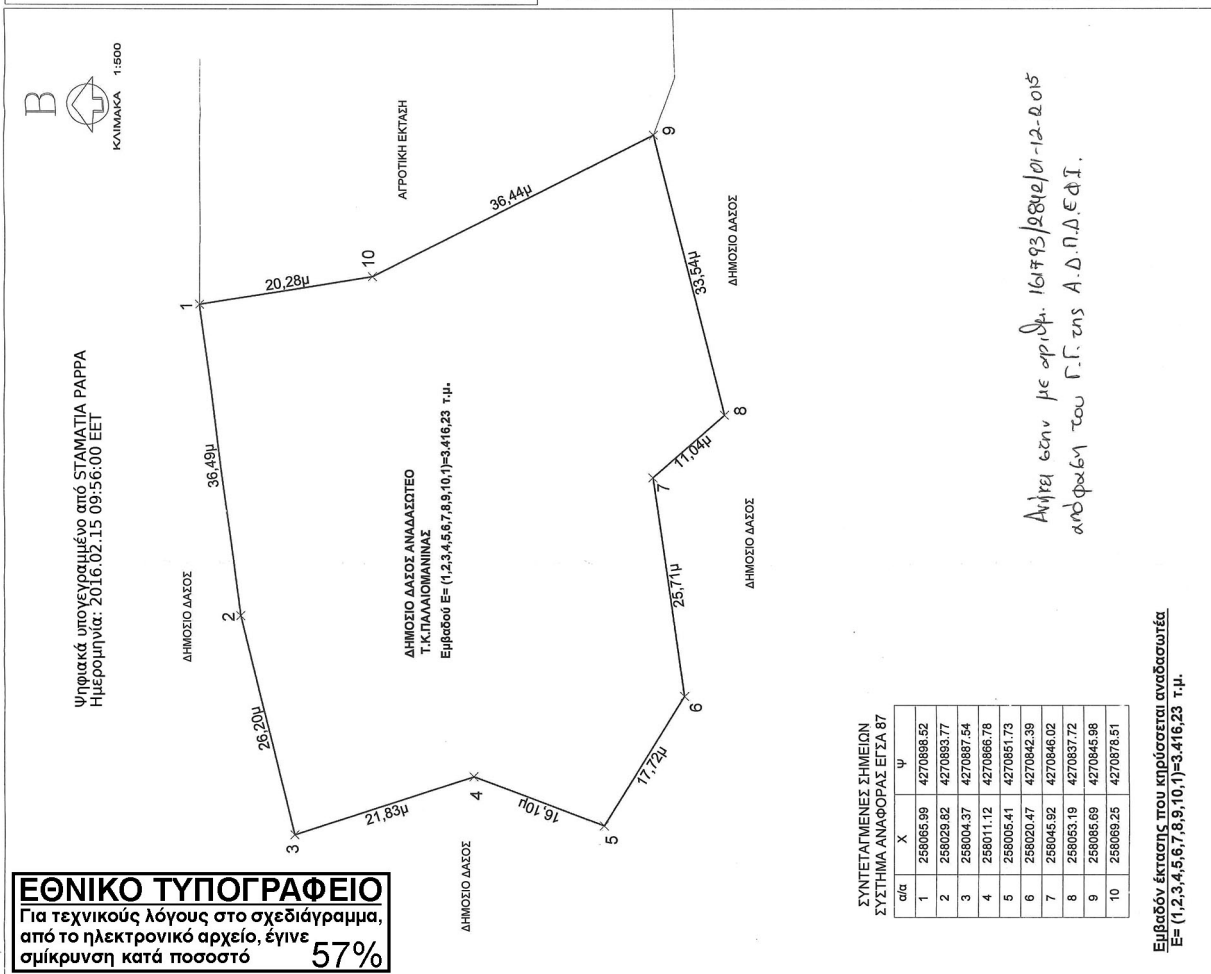 Β
ΚΛΙΜΑΚΑ 1:500
Ψηφιακά υπογεγραμμένο από STAMATIA PAPPA
Ημερομηνία: 2016.02.15 09:56:00 EET
ΔΗΜΟΣΙΟ ΔΑΣΟΣ
ΑΓΡΟΤΙΚΗ ΕΚΤΑΣΗ
1
36,49μ
2
26,20μ
3
21,83μ
4
16,10μ
5
17,72μ
6
25,71μ
7
11,04μ
8
33,54μ
9
36,44μ
10
20,28μ
ΔΗΜΟΣΙΟ ΔΑΣΟΣ ΑΝΑΔΑΣΩΤΕΟ
Τ.Κ.ΠΑΛΑΙΟΜΑΝΙΝΑΣ
Εμβαδού Ε= (1,2,3,4,5,6,7,8,9,10,1)=3.416,23 τ.μ.
ΔΗΜΟΣΙΟ ΔΑΣΟΣ
ΔΗΜΟΣΙΟ ΔΑΣΟΣ
ΔΗΜΟΣΙΟ ΔΑΣΟΣ
ΕΘΝΙΚΟ ΤΥΠΟΓΡΑΦΕΙΟ
Για τεχνικούς λόγους στο σχεδιάγραμμα,
από το ηλεκτρονικό αρχείο, έγινε
σμίκρυνση κατά ποσοστό 57%
ΣΥΝΤΕΤΑΓΜΕΝΕΣ ΣΗΜΕΙΩΝ
ΣΥΣΤΗΜΑ ΑΝΑΦΟΡΑΣ ΕΓΣΑ 87
α/α Χ Ψ
1 258065.99 4270898.52
2 258029.82 4270893.77
3 258004.37 4270887.54
4 258011.12 4270866.78
5 258005.41 4270851.73
6 258020.47 4270842.39
7 258045.92 4270846.02
8 258053.19 4270837.72
9 258085.69 4270845.98
10 258069.25 4270878.51
Ανήκει στην με αριθμ. 161793/2842/01-12-2015
απόφαση του Γ.Γ. της Α.Δ.Π.Δ.Ε.Φ.Ι.
Εμβαδόν έκτασης που κηρύσσεται αναδασωτέα
Ε= (1,2,3,4,5,6,7,8,9,10,1)=3.416,23 τ.μ.